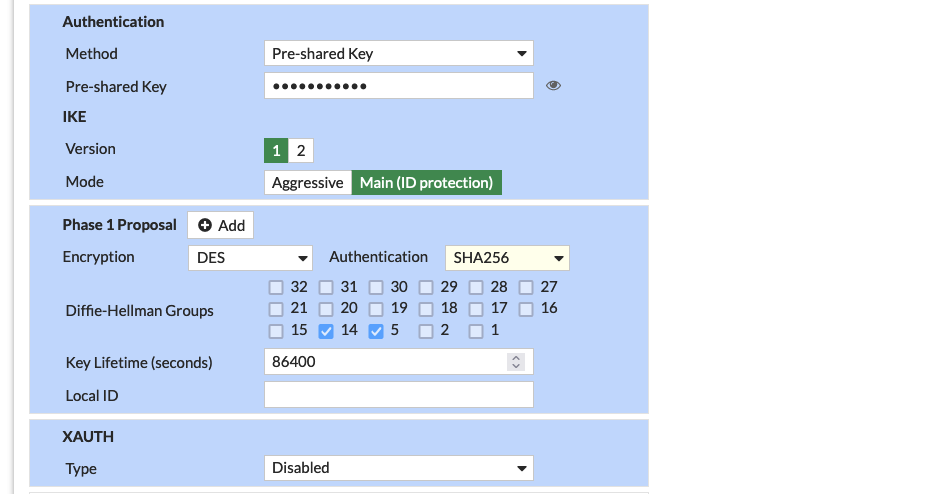 Authentication
Method Pre-shared Key
Pre-shared Key •••••••••••
IKE
Version 1 2
Mode Aggressive Main (ID protection)
Phase 1 Proposal Add
Encryption DES Authentication SHA256
32 31 30 29 28 27
Diffie-Hellman Groups 21 20 19 18 17 16
15 14 5 2 1
Key Lifetime (seconds) 86400
Local ID
XAUTH
Type Disabled